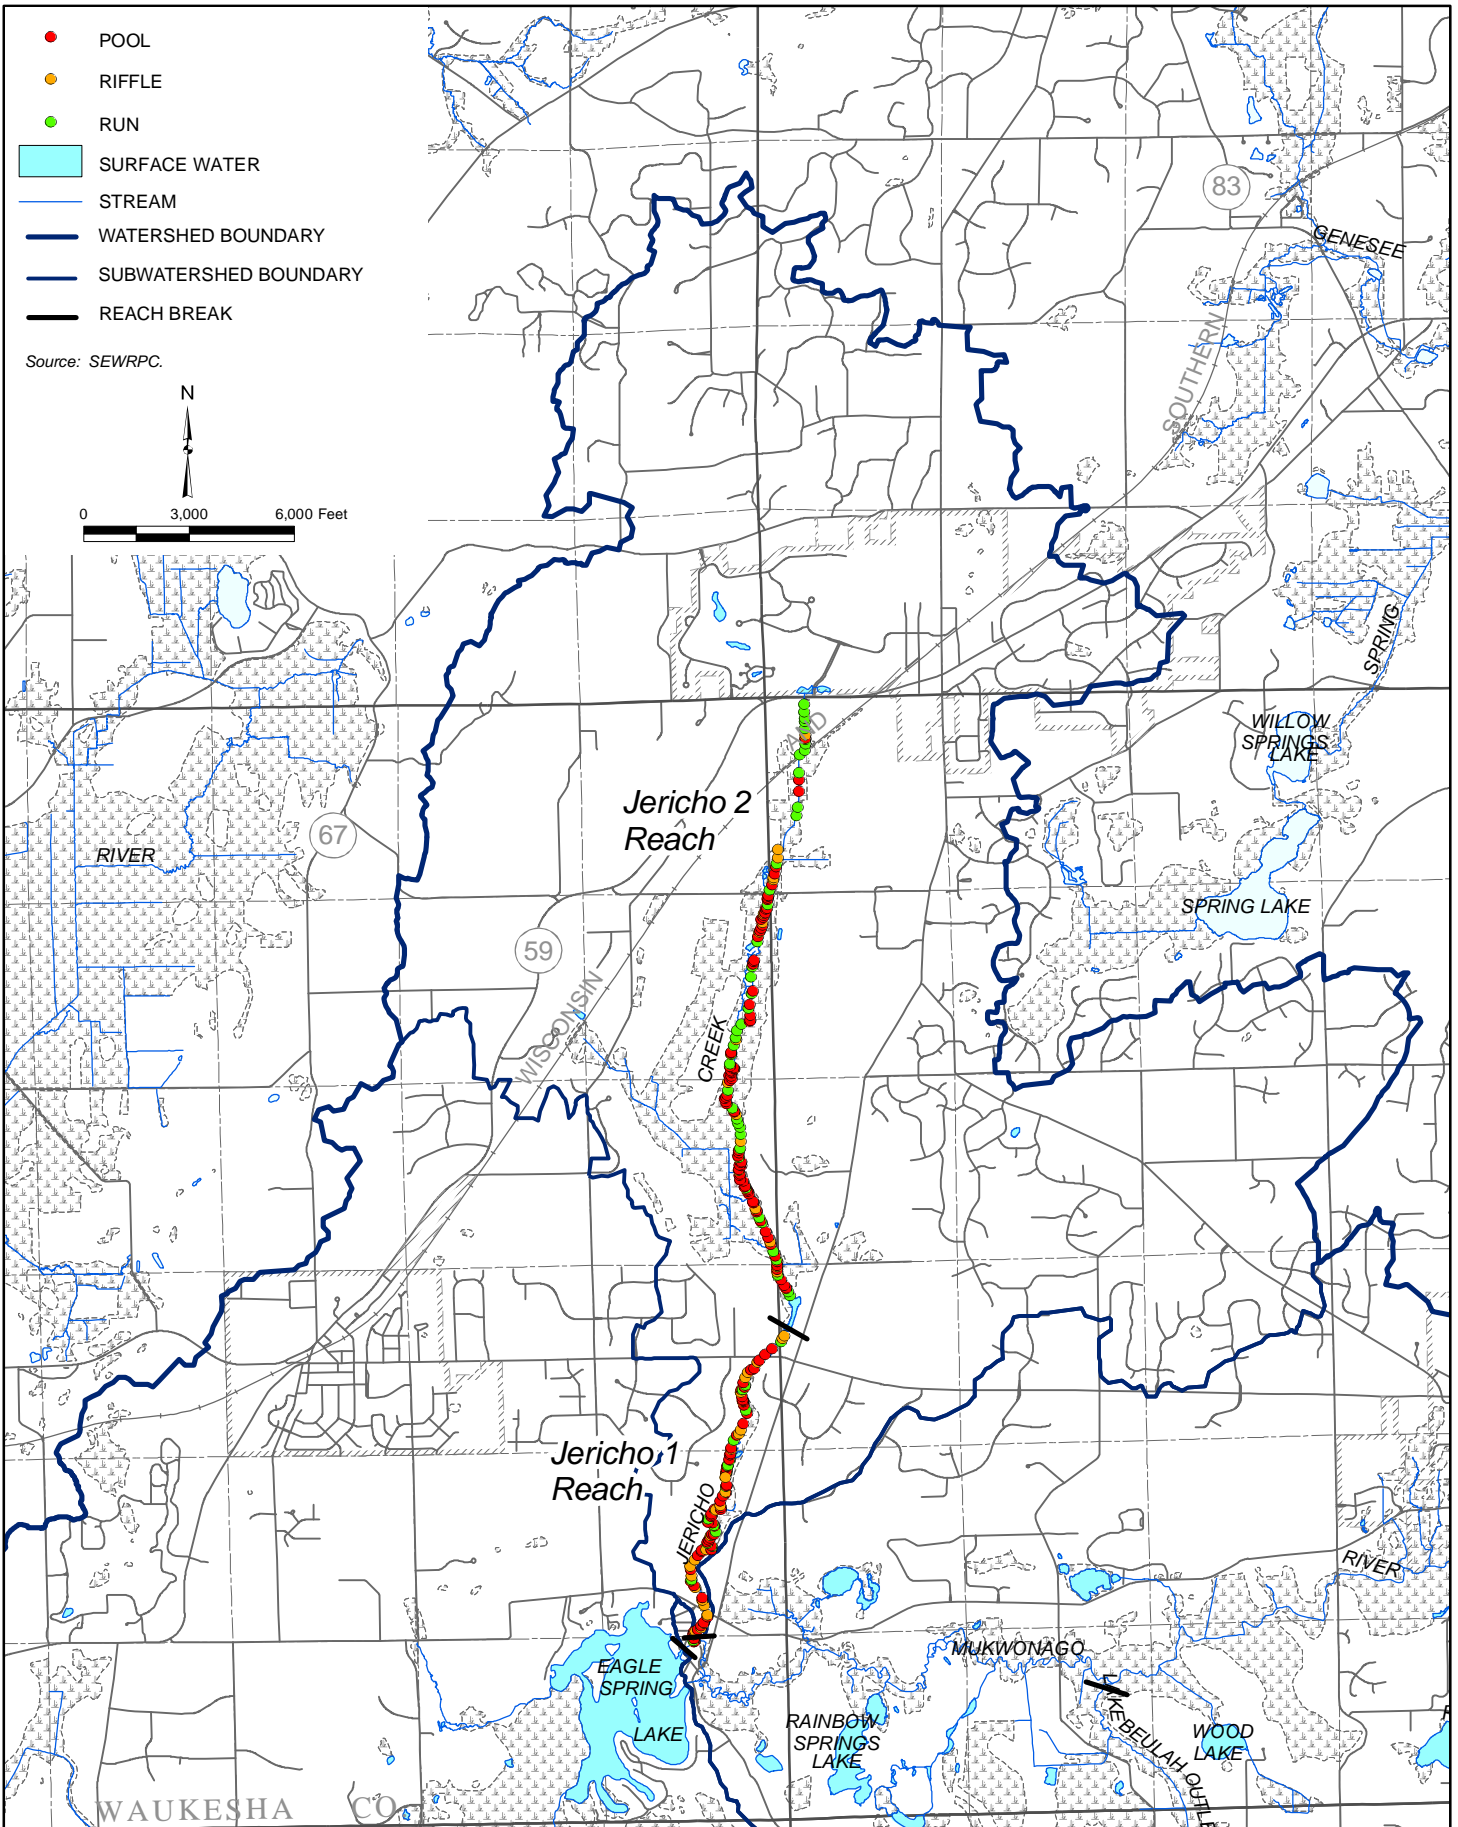 POOL
RIFFLE
RUN
SURFACE WATER
STREAM
WATERSHED BOUNDARY
SUBWATERSHED BOUNDARY
REACH BREAK
Source: SEWRPC.
N
0 3,000 6,000 Feet
83
GENESEE
SOUTHERN
SPRING
WILLOW
SPRINGS
LAKE
AND
Jericho 2
Reach
67
RIVER
SPRING LAKE
59
WISCONSIN
CREEK
Jericho 1
Reach
JERICHO
RIVER
MUKWONAGO
EAGLE
SPRING
LAKE
RAINBOW
SPRINGS
LAKE
WOOD
LAKE
LAKE BEULAH OUTLE
WAUKESHA CO